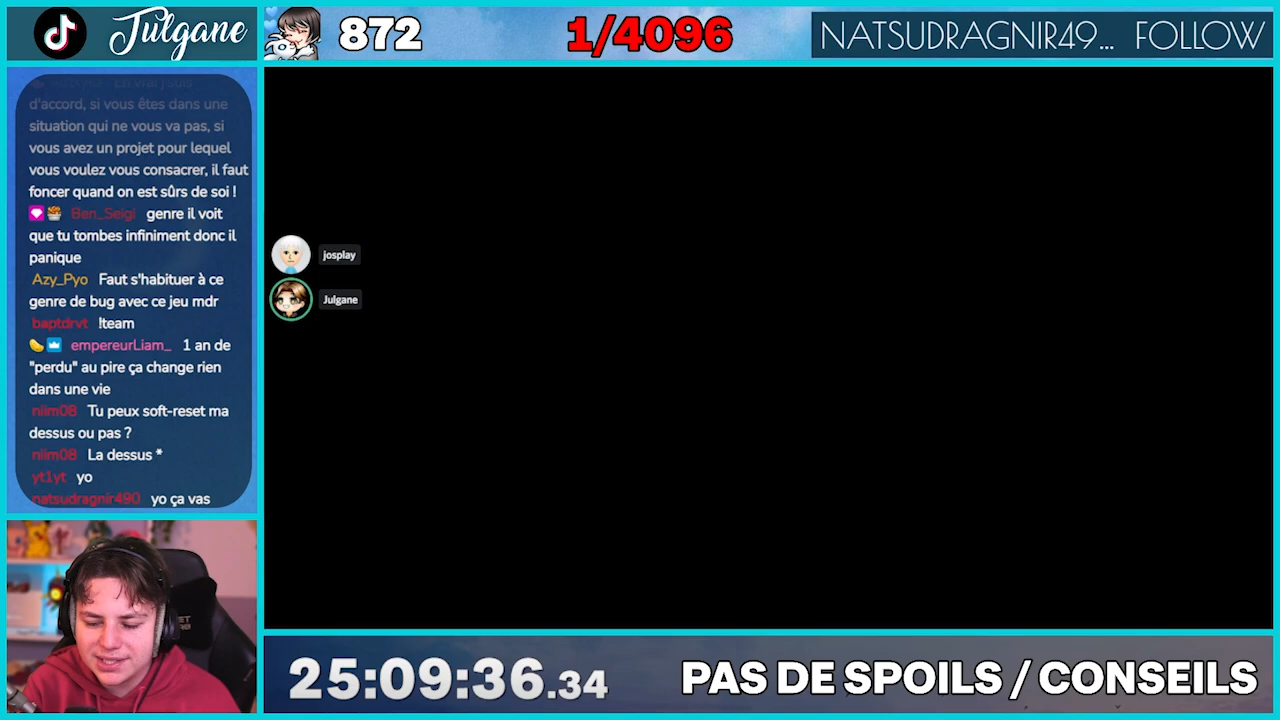 Julgane
872
1/4096
NATSUDRAGNIR49... FOLLOW
d'accord, si vous êtes dans une
situation qui ne vous va pas, si
vous avez un projet pour lequel
vous voulez vous consacrer, il faut
foncer quand on est sûrs de soi !
Ben_Seigi genre il voit
que tu tombes infiniment donc il
panique
Azy_Pyo Faut s'habituer à ce
genre de bug avec ce jeu mdr
baptdrvt !team
empereurLiam_ 1 an de
"perdu" au pire ça change rien
dans une vie
niim08 Tu peux soft-reset ma
dessus ou pas ?
niim08 La dessus *
yt1yt yo
natsudragnir490 yo ça vas
josplay
Julgane
25:09:36.34
PAS DE SPOILS / CONSEILS